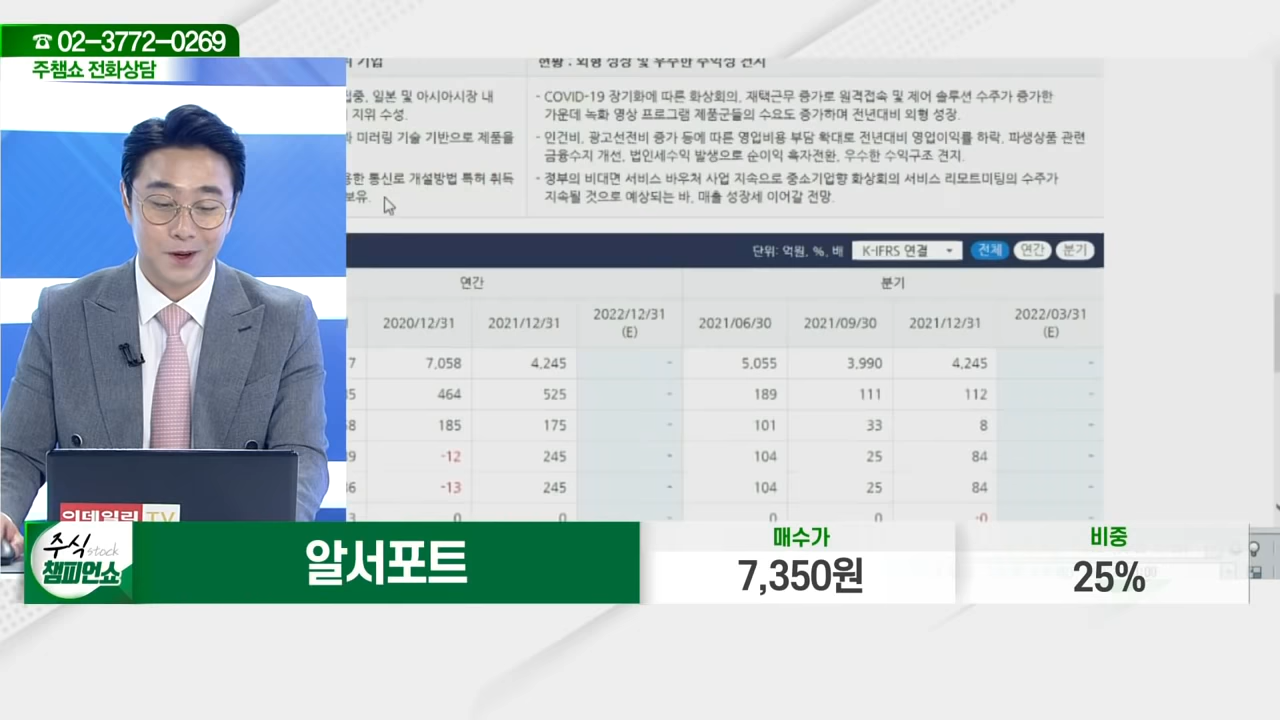 ☎ 02-3772-0269
주챔쇼 전화상담
기업
현황 : 외형 성장 및 우수한 수익성 견지
일본 및 아시아시장 내
지위 수성.
미러링 기술 기반으로 제품을
통신로 개설방법 특허 취득
보유.
- COVID-19 장기화에 따른 화상회의, 재택근무 증가로 원격접속 및 제어 솔루션 수주가 증가한
가운데 녹화 영상 프로그램 제품군들의 수요도 증가하며 전년대비 외형 성장.
- 인건비, 광고선전비 증가 등에 따른 영업비용 부담 확대로 전년대비 영업이익률 하락, 파생상품 관련
금융수지 개선, 법인세수익 발생으로 순이익 흑자전환, 우수한 수익구조 견지.
- 정부의 비대면 서비스 바우처 사업 지속으로 중소기업향 화상회의 서비스 리모트미팅의 수주가
지속될 것으로 예상되는 바, 매출 성장세 이어갈 전망.
단위: 억원, %, 배 K-IFRS 연결 전체 연간 분기
연간 분기
2020/12/31 2021/12/31 2022/12/31 (E) 2021/06/30 2021/09/30 2021/12/31 2022/03/31 (E)
7 7,058 4,245 - 5,055 3,990 4,245 -
464 525 - 189 111 112 -
185 175 - 101 33 8 -
-12 245 - 104 25 84 -
-13 245 - 104 25 84 -
0 0 0 0 -0
이데일리 TV
주식 stock
챔피언쇼
알서포트
매수가
7,350원
비중
25%